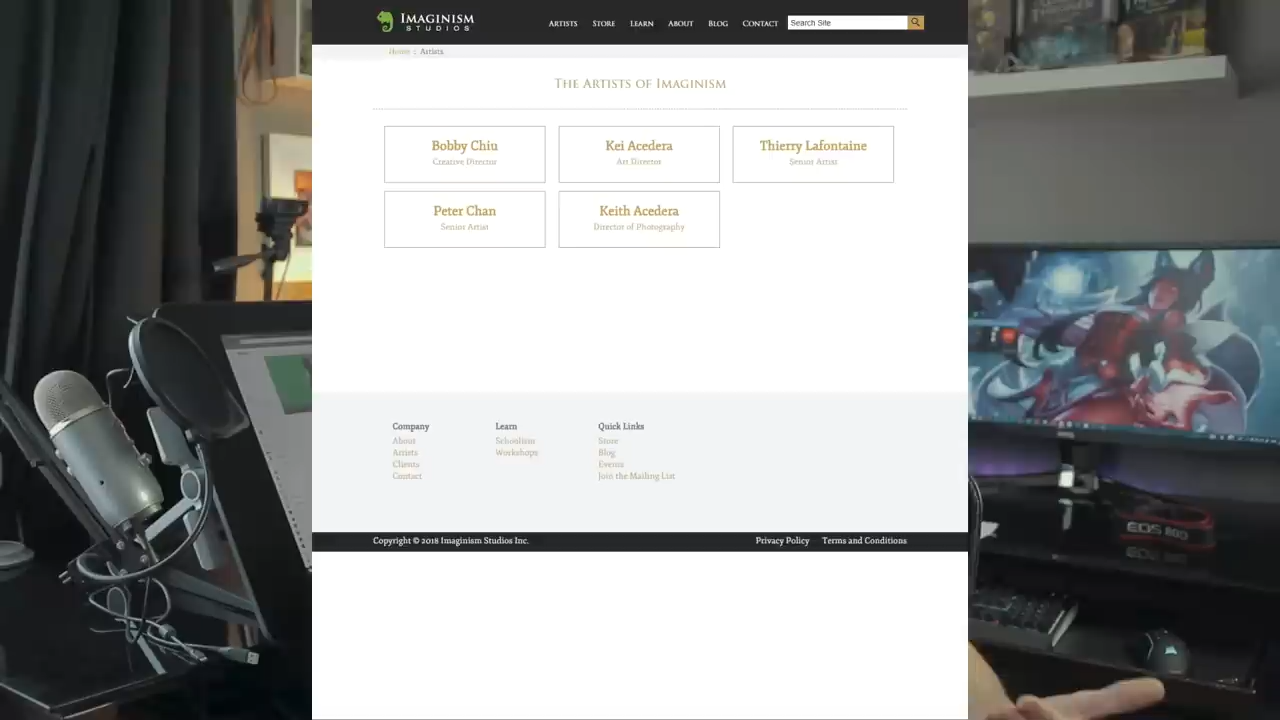 IMAGINISM
STUDIOS
ARTISTS
STORE
LEARN
ABOUT
BLOG
CONTACT
Search Site
Home :: Artists
THE ARTISTS OF IMAGINISM
Bobby Chiu
Creative Director
Kei Acedera
Art Director
Thierry Lafontaine
Senior Artist
Peter Chan
Senior Artist
Keith Acedera
Director of Photography
Company
About
Artists
Clients
Contact
Learn
Schoolism
Workshops
Quick Links
Store
Blog
Events
Join the Mailing List
Copyright © 2018 Imaginism Studios Inc.
Privacy Policy
Terms and Conditions
EOS 80D